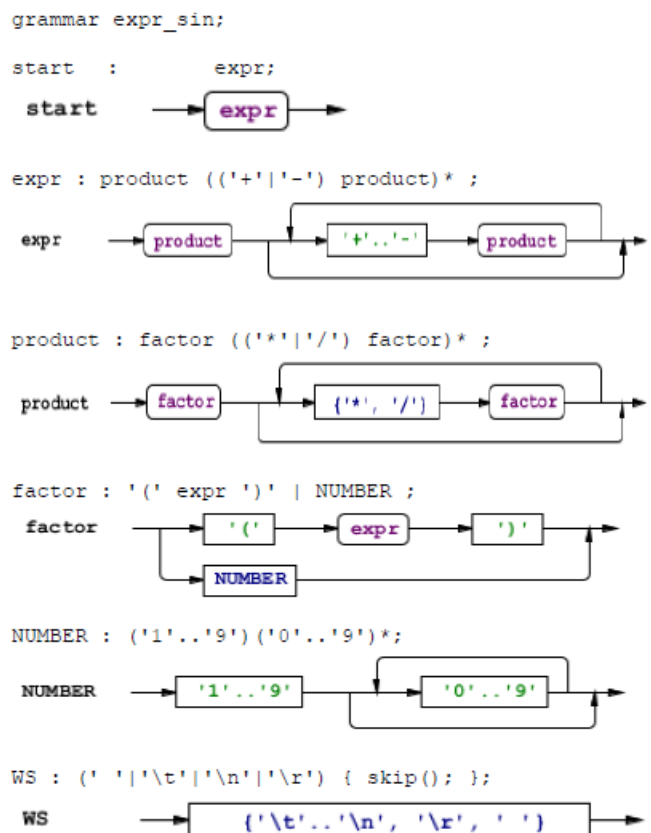 grammar expr_sin;
start : expr;
start expr
expr : product (('+'|'-') product)* ;
expr product '+'..'-' product
product : factor (('*'|'/') factor)* ;
product factor {'*', '/'} factor
factor : '(' expr ')' | NUMBER ;
factor '(' expr ')'
NUMBER
NUMBER : ('1'..'9')('0'..'9')*;
NUMBER '1'..'9' '0'..'9'
WS : (' '|'\t'|'\n'|'\r') { skip(); };
WS {'\t'..'\n', '\r', ' '}